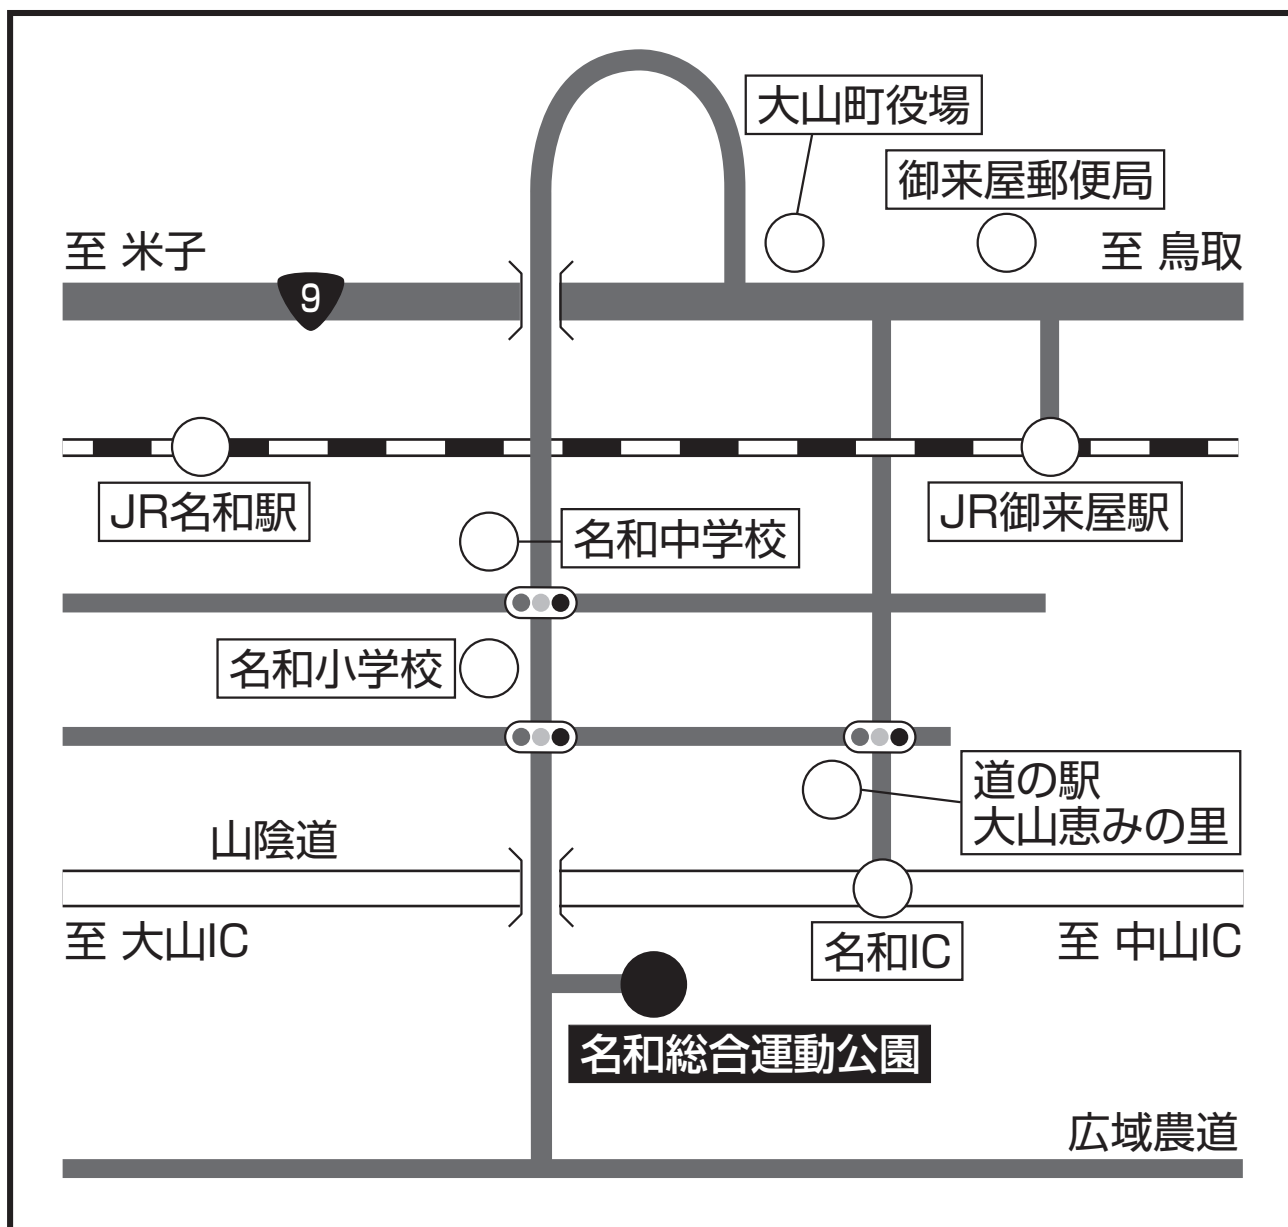 大山町役場
御来屋郵便局
至 米子
至 鳥取
9
JR名和駅
JR御来屋駅
名和中学校
名和小学校
道の駅
大山恵みの里
山陰道
至 大山IC
名和IC
至 中山IC
名和総合運動公園
広域農道